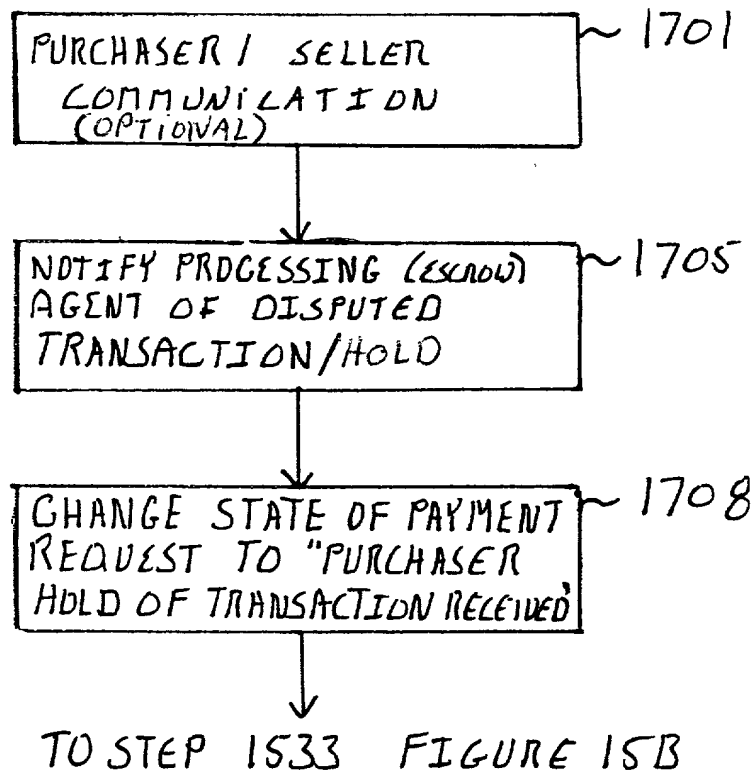 PURCHASER / SELLER
COMMUNICATION
(OPTIONAL)
1701
NOTIFY PROCESSING (ESCROW)
AGENT OF DISPUTED
TRANSACTION/HOLD
1705
CHANGE STATE OF PAYMENT
REQUEST TO "PURCHASER
HOLD OF TRANSACTION RECEIVED"
1708
TO STEP 1533 FIGURE 15B